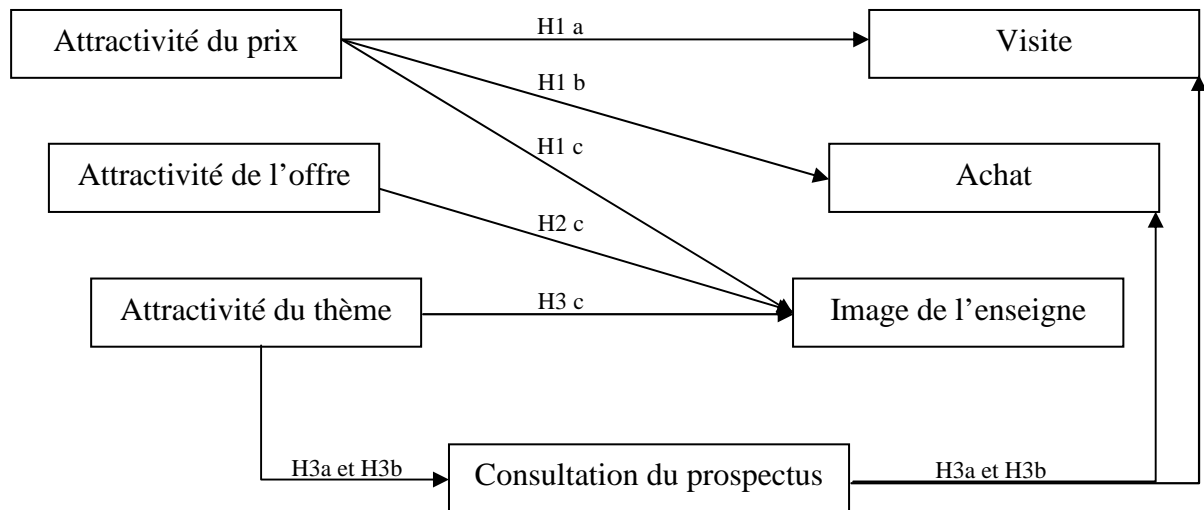 Attractivité du prix
H1 a
Visite
H1 b
H1 c
Attractivité de l’offre
Achat
H2 c
Attractivité du thème
H3 c
Image de l’enseigne
H3a et H3b
Consultation du prospectus
H3a et H3b